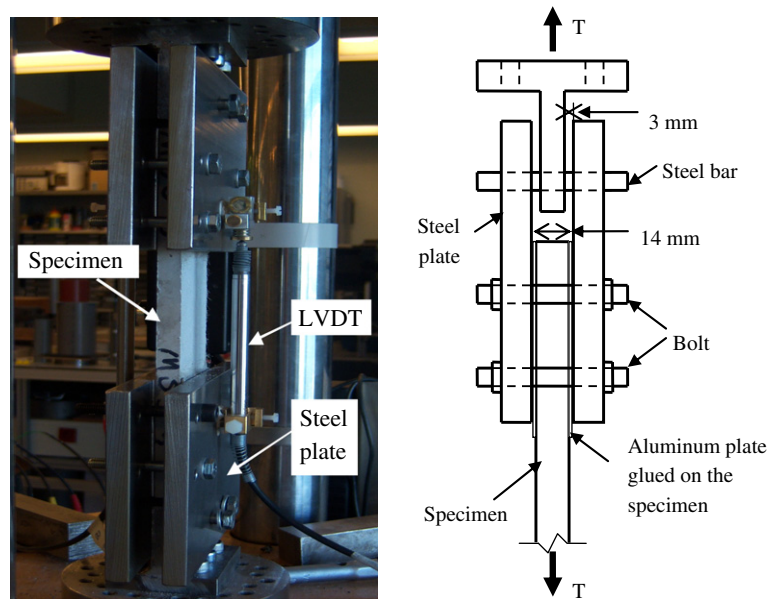 Specimen
LVDT
Steel
plate
T
3 mm
Steel bar
Steel
plate
14 mm
Bolt
Aluminum plate
glued on the
specimen
Specimen
T